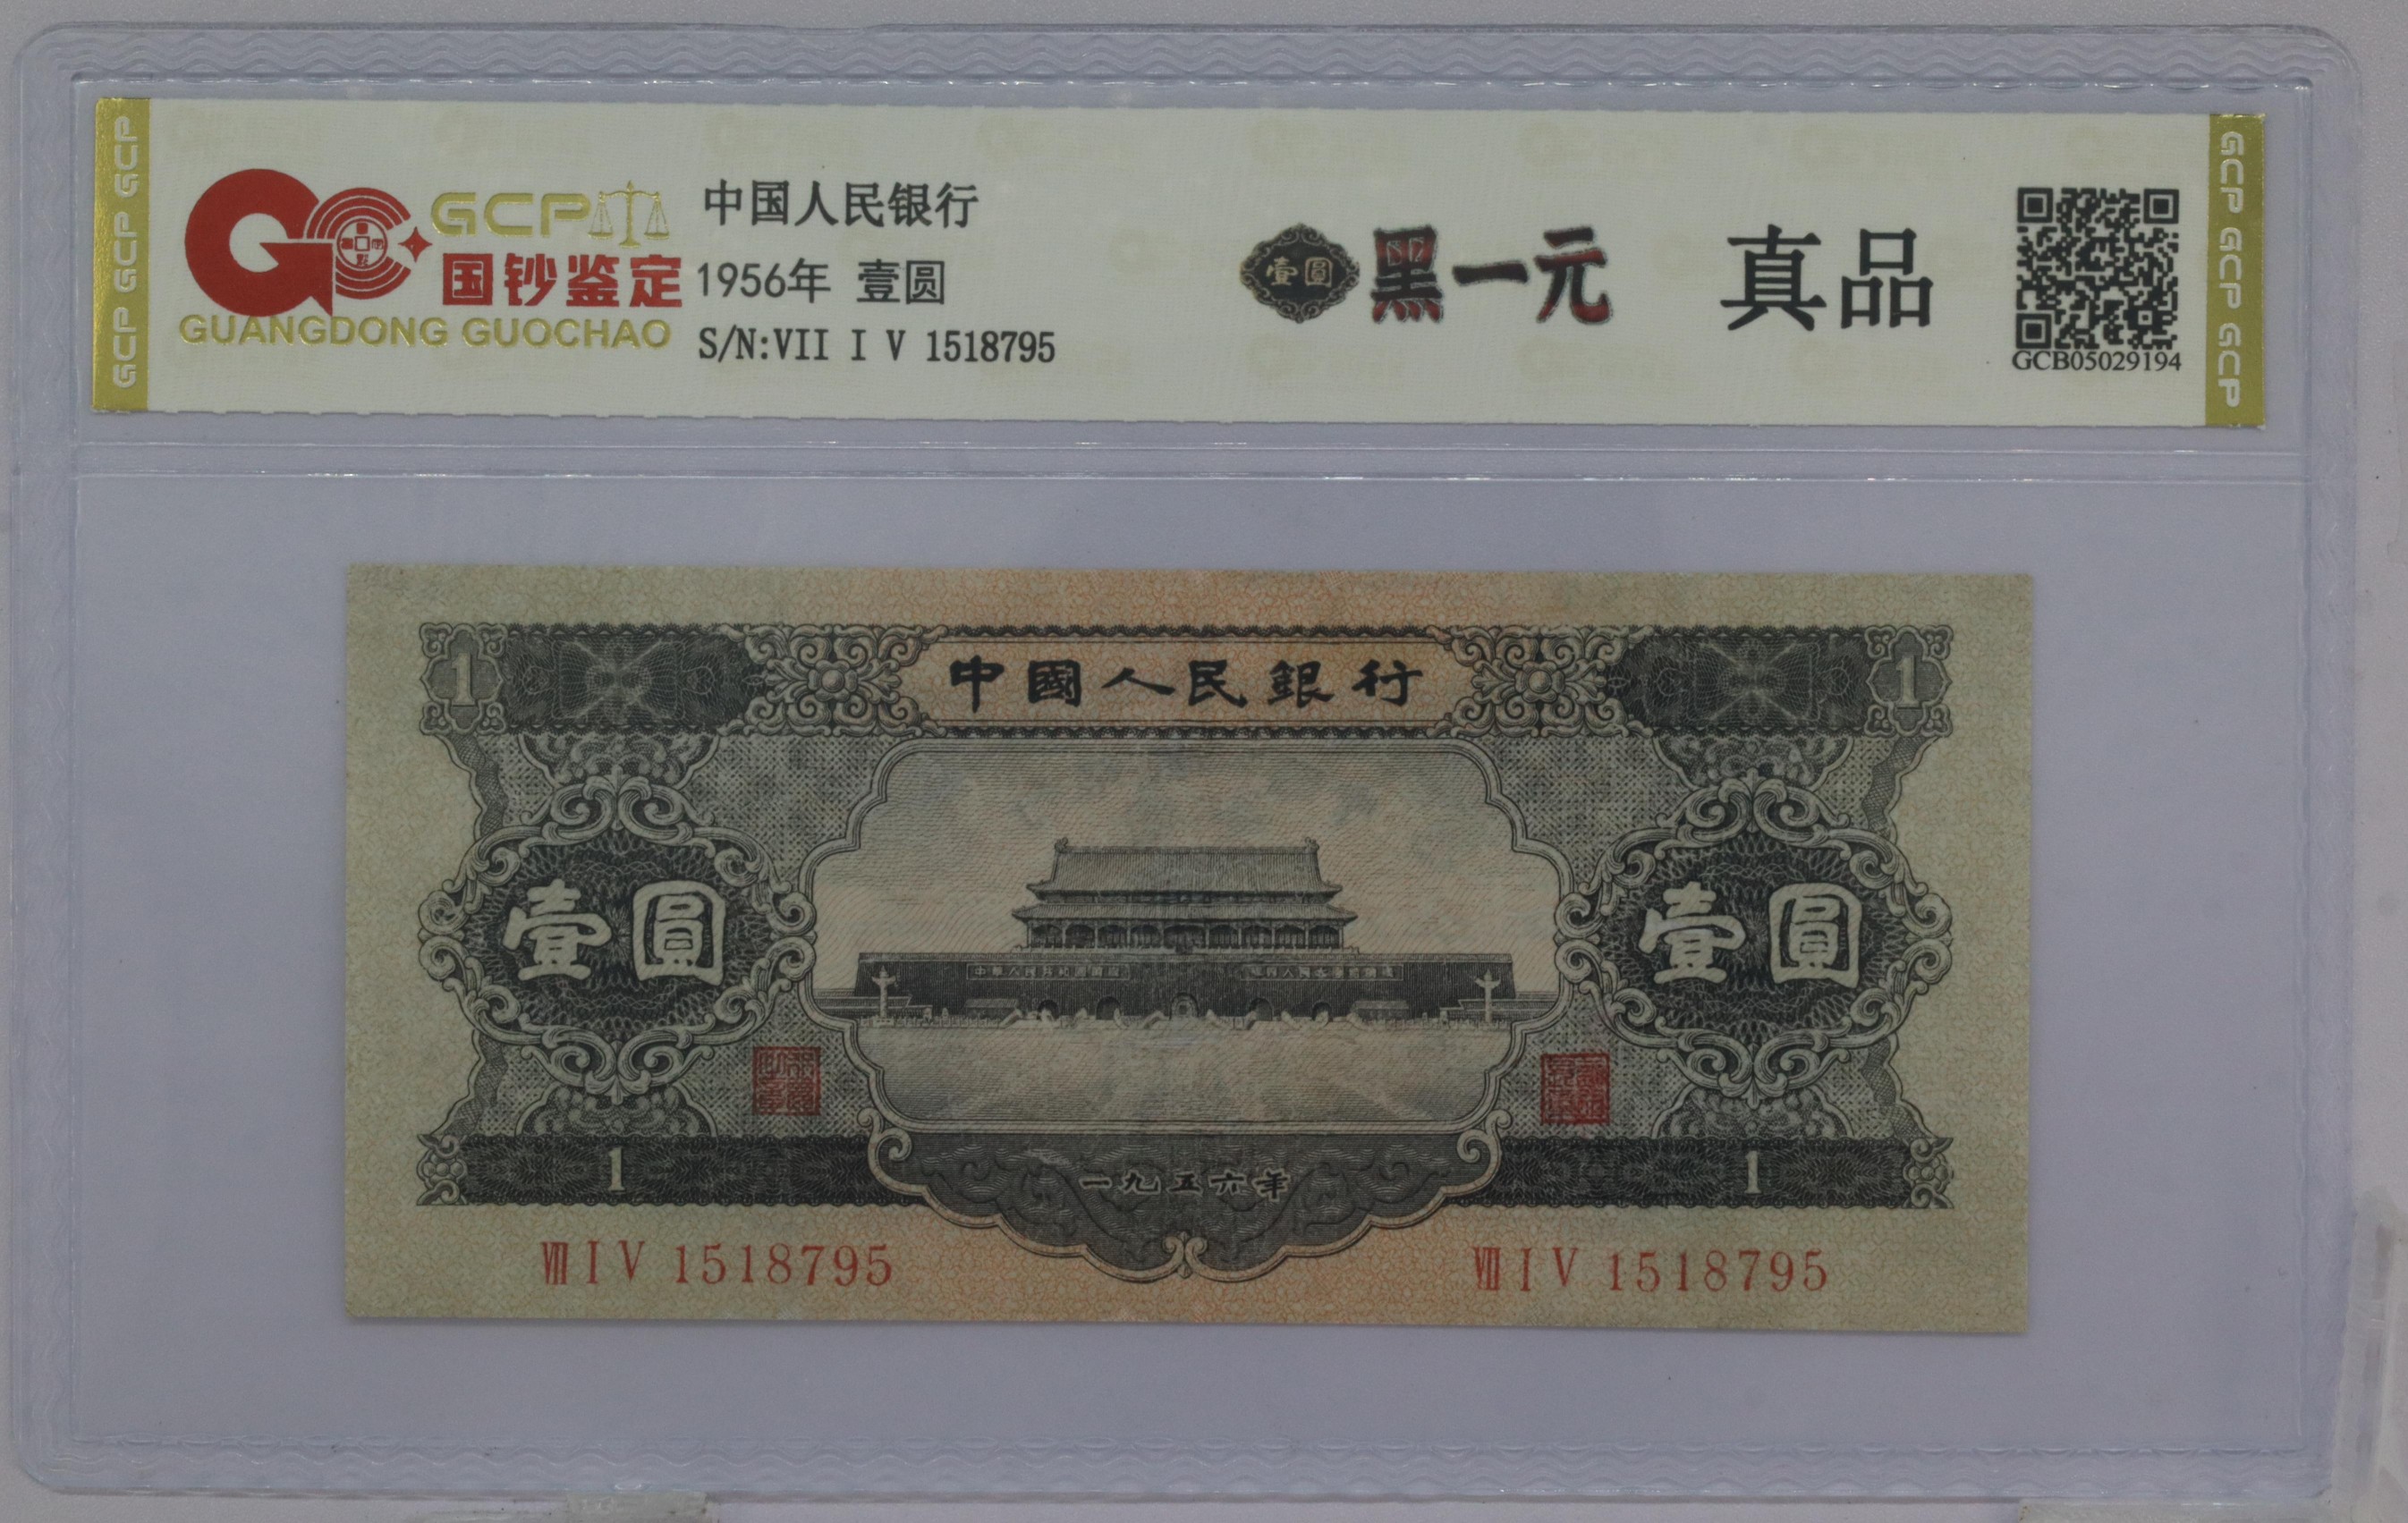 GCP GCP GCP
GCP
国钞鉴定
GUANGDONG GUOCHAO
中国人民银行
1956年 壹圆
S/N:VII I V 1518795
壹圆
黑一元
真品
GCB05029194
GCP GCP GCP
1
中國人民銀行
1
壹圓
壹圓
1
一九五六年
1
Ⅷ I V 1518795
Ⅷ I V 1518795